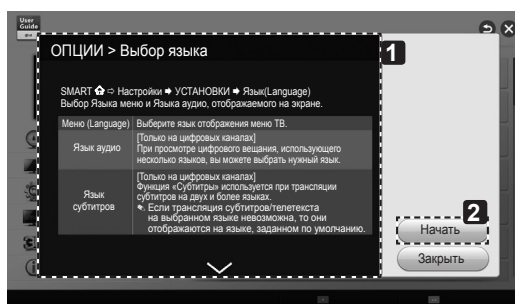 User
Guide
ОПЦИИ > Выбор языка
1
SMART ⇨ Настройки ➡ УСТАНОВКИ ➡ Язык(Language)
Выбор Языка меню и Языка аудио, отображаемого на экране.
Меню (Language) Выберите язык отображения меню ТВ.
Язык аудио
[Только на цифровых каналах]
При просмотре цифрового вещания, использующего
несколько языков, вы можете выбрать нужный язык.
Язык
субтитров
[Только на цифровых каналах]
Функция «Субтитры» используется при трансляции
субтитров на двух и более языках.
Если трансляция субтитров/телетекста
на выбранном языке невозможна, то они
отображаются на языке, заданном по умолчанию.
2
Начать
Закрыть